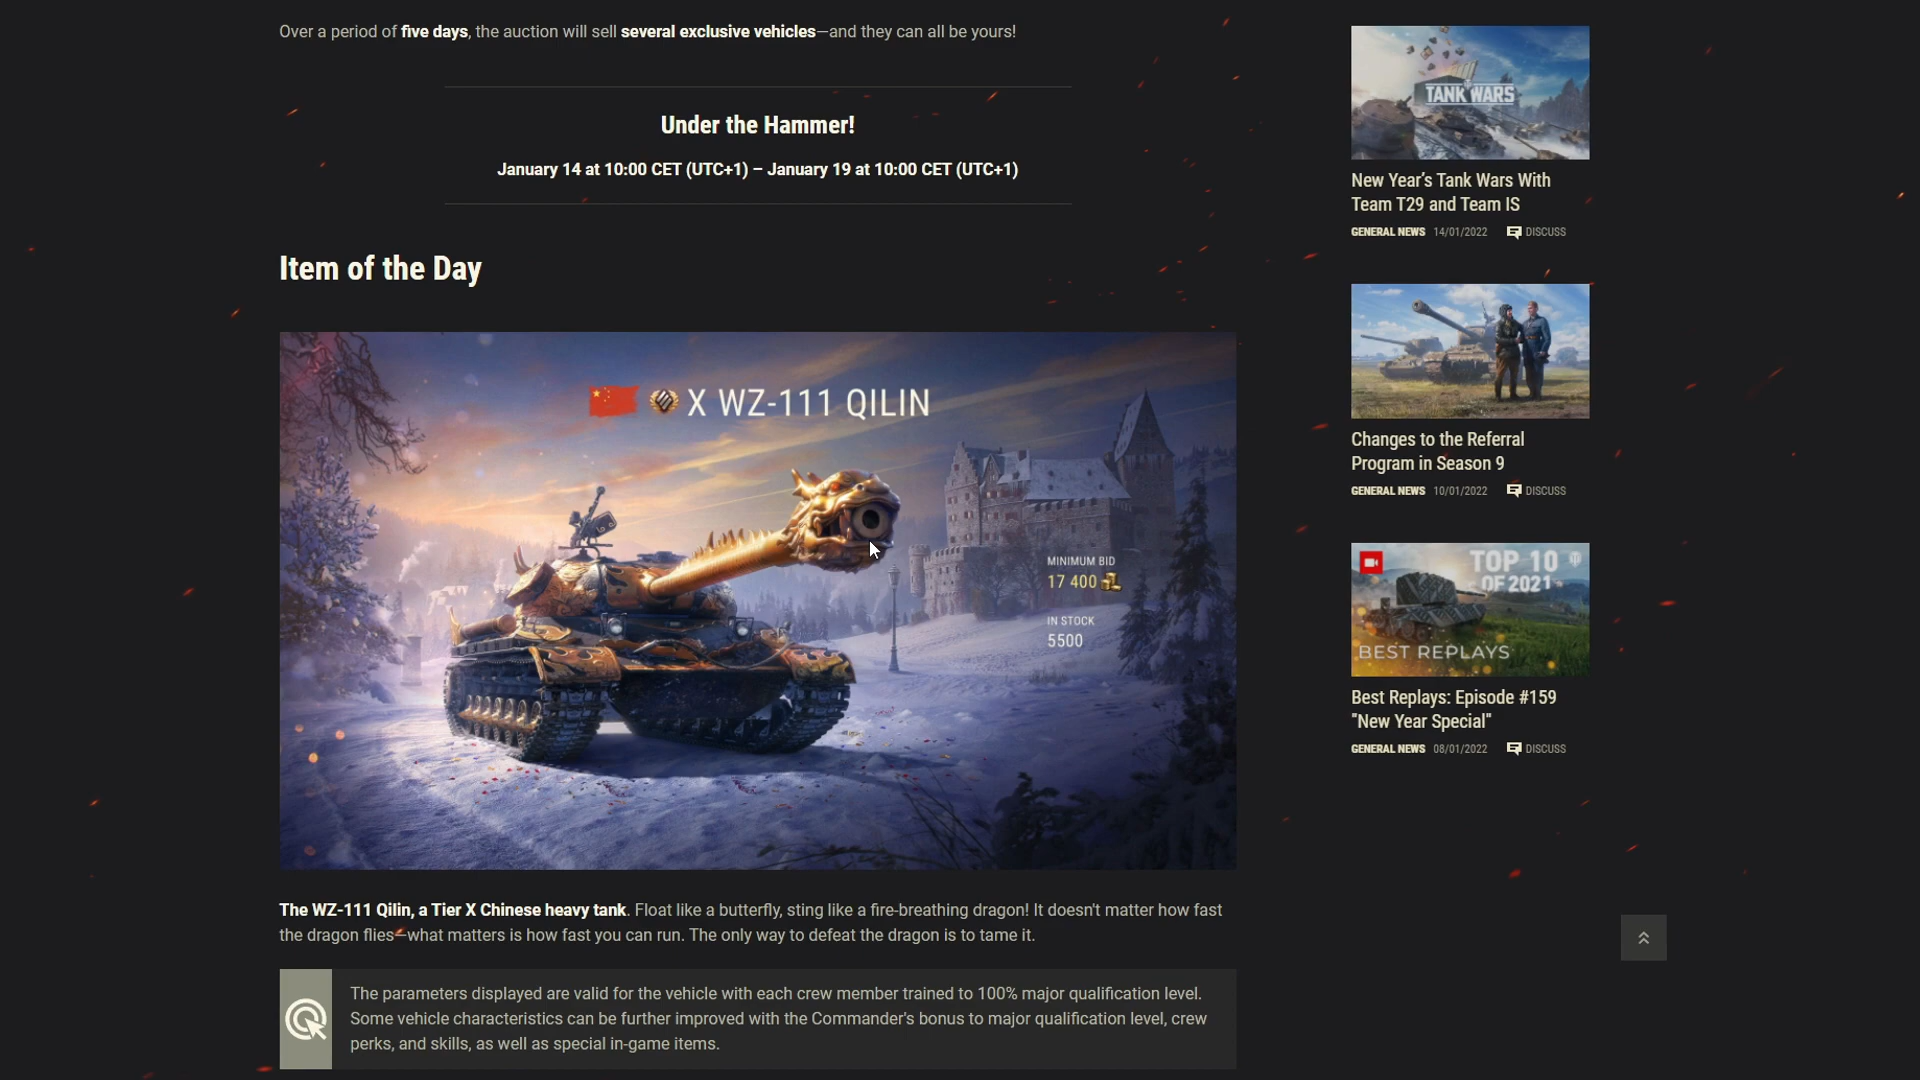 Over a period of five days, the auction will sell several exclusive vehicles—and they can all be yours!
Under the Hammer!
January 14 at 10:00 CET (UTC+1) – January 19 at 10:00 CET (UTC+1)
Item of the Day
X WZ-111 QILIN
MINIMUM BID
17 400
IN STOCK
5500
The WZ-111 Qilin, a Tier X Chinese heavy tank. Float like a butterfly, sting like a fire-breathing dragon! It doesn't matter how fast
the dragon flies—what matters is how fast you can run. The only way to defeat the dragon is to tame it.
The parameters displayed are valid for the vehicle with each crew member trained to 100% major qualification level.
Some vehicle characteristics can be further improved with the Commander's bonus to major qualification level, crew
perks, and skills, as well as special in-game items.
TANK WARS
New Year's Tank Wars With
Team T29 and Team IS
GENERAL NEWS 14/01/2022 DISCUSS
Changes to the Referral
Program in Season 9
GENERAL NEWS 10/01/2022 DISCUSS
TOP 10
OF 2021
BEST REPLAYS
Best Replays: Episode #159
"New Year Special"
GENERAL NEWS 08/01/2022 DISCUSS